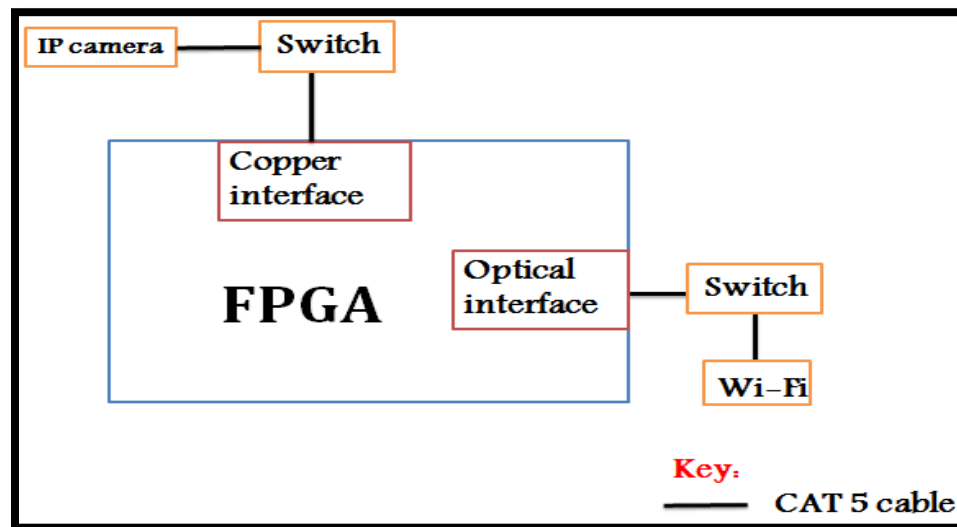 IP camera
Switch
Copper
interface
FPGA
Optical
interface
Switch
Wi-Fi
Key:
CAT 5 cable